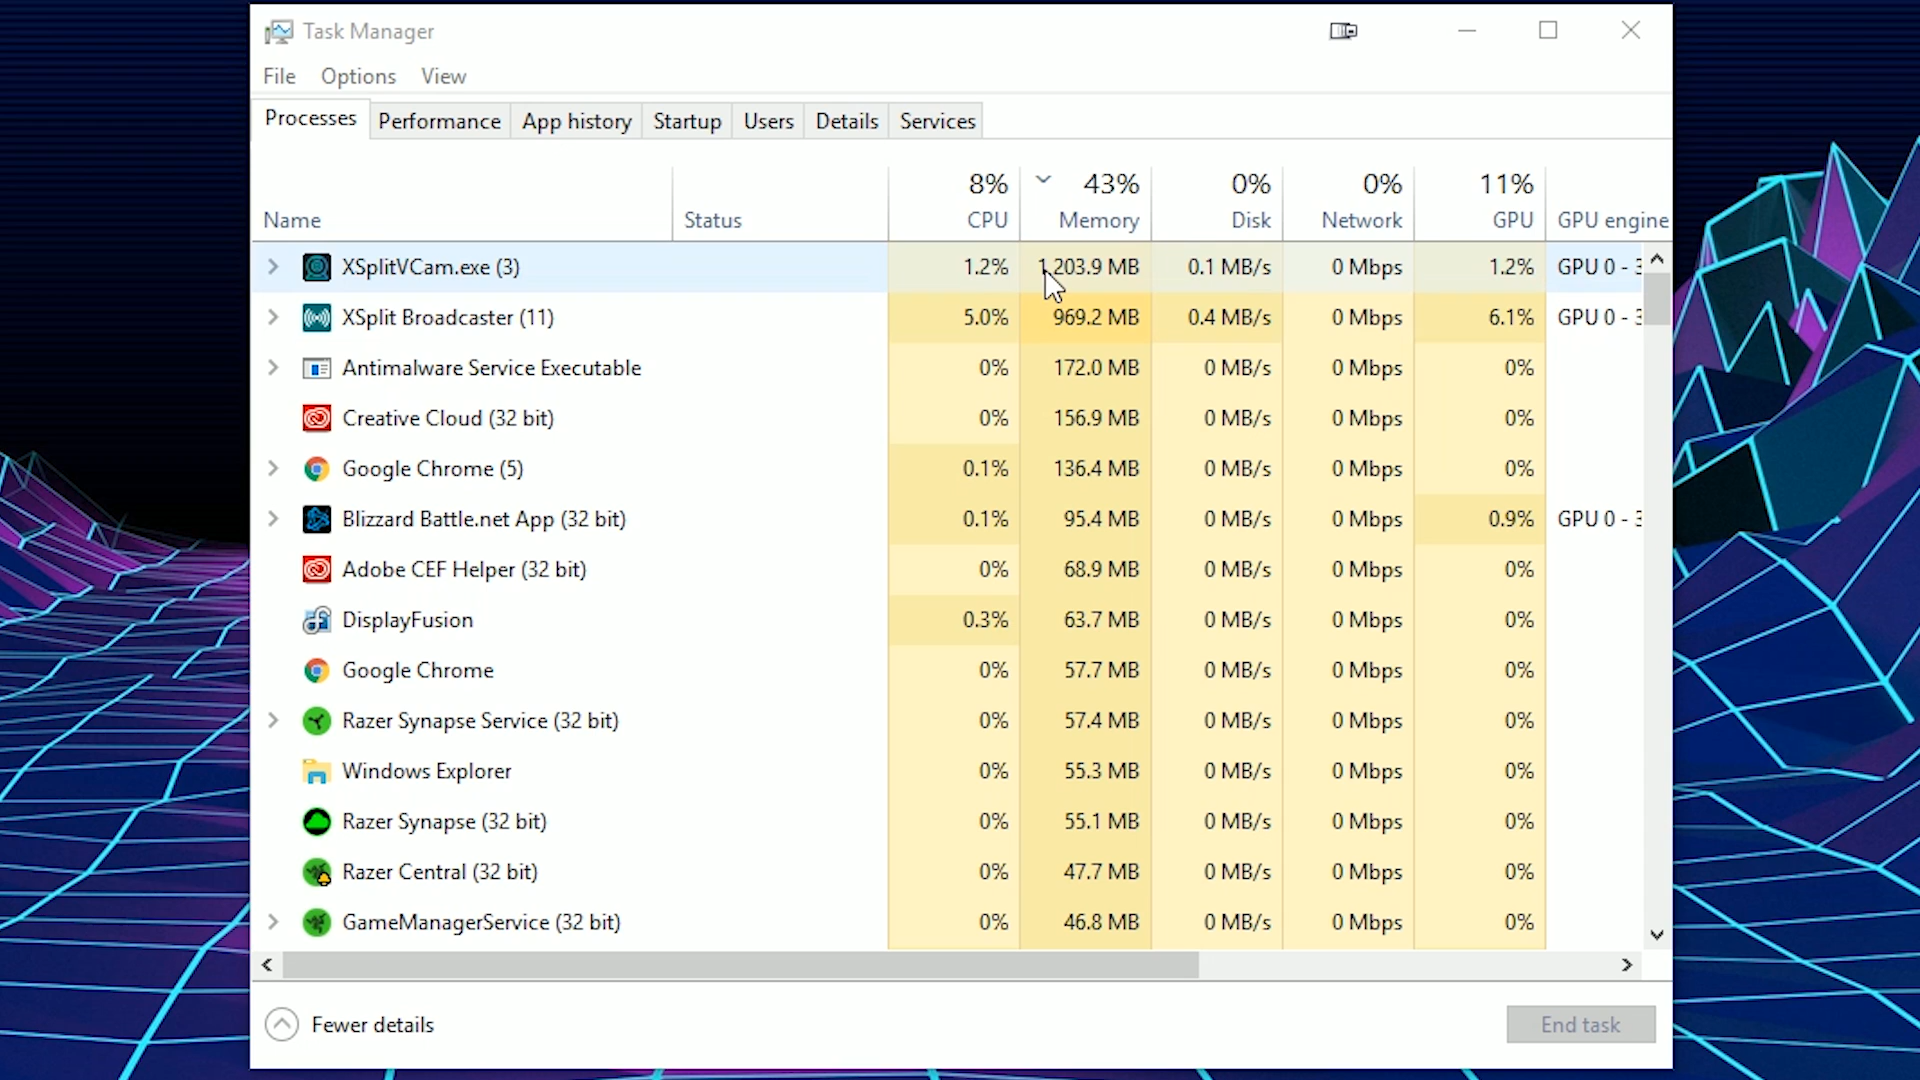 Task Manager
File Options View
Processes Performance App history Startup Users Details Services
8% 43% 0% 0% 11%
Name Status CPU Memory Disk Network GPU GPU engine
XSplitVCam.exe (3) 1.2% 1,203.9 MB 0.1 MB/s 0 Mbps 1.2% GPU 0 - 3
XSplit Broadcaster (11) 5.0% 969.2 MB 0.4 MB/s 0 Mbps 6.1% GPU 0 - 3
Antimalware Service Executable 0% 172.0 MB 0 MB/s 0 Mbps 0%
Creative Cloud (32 bit) 0% 156.9 MB 0 MB/s 0 Mbps 0%
Google Chrome (5) 0.1% 136.4 MB 0 MB/s 0 Mbps 0%
Blizzard Battle.net App (32 bit) 0.1% 95.4 MB 0 MB/s 0 Mbps 0.9% GPU 0 - 3
Adobe CEF Helper (32 bit) 0% 68.9 MB 0 MB/s 0 Mbps 0%
DisplayFusion 0.3% 63.7 MB 0 MB/s 0 Mbps 0%
Google Chrome 0% 57.7 MB 0 MB/s 0 Mbps 0%
Razer Synapse Service (32 bit) 0% 57.4 MB 0 MB/s 0 Mbps 0%
Windows Explorer 0% 55.3 MB 0 MB/s 0 Mbps 0%
Razer Synapse (32 bit) 0% 55.1 MB 0 MB/s 0 Mbps 0%
Razer Central (32 bit) 0% 47.7 MB 0 MB/s 0 Mbps 0%
GameManagerService (32 bit) 0% 46.8 MB 0 MB/s 0 Mbps 0%
Fewer details End task